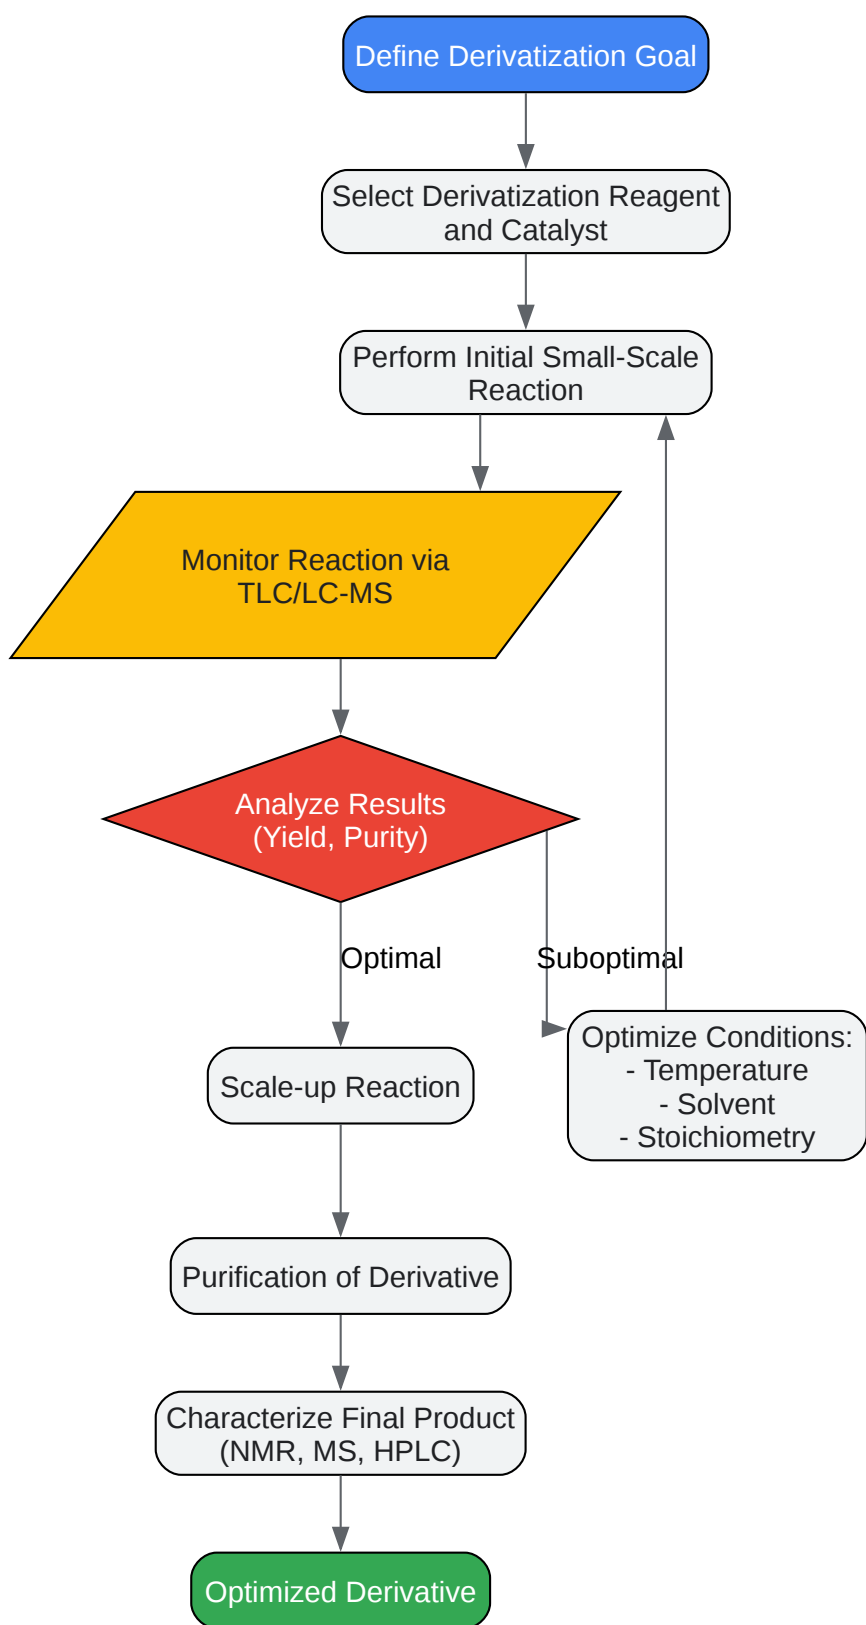 Define Derivatization Goal
Select Derivatization Reagent
and Catalyst
Perform Initial Small-Scale
Reaction
Monitor Reaction via
TLC/LC-MS
Analyze Results
(Yield, Purity)
Optimal
Suboptimal
Optimize Conditions:
- Temperature
- Solvent
- Stoichiometry
Scale-up Reaction
Purification of Derivative
Characterize Final Product
(NMR, MS, HPLC)
Optimized Derivative